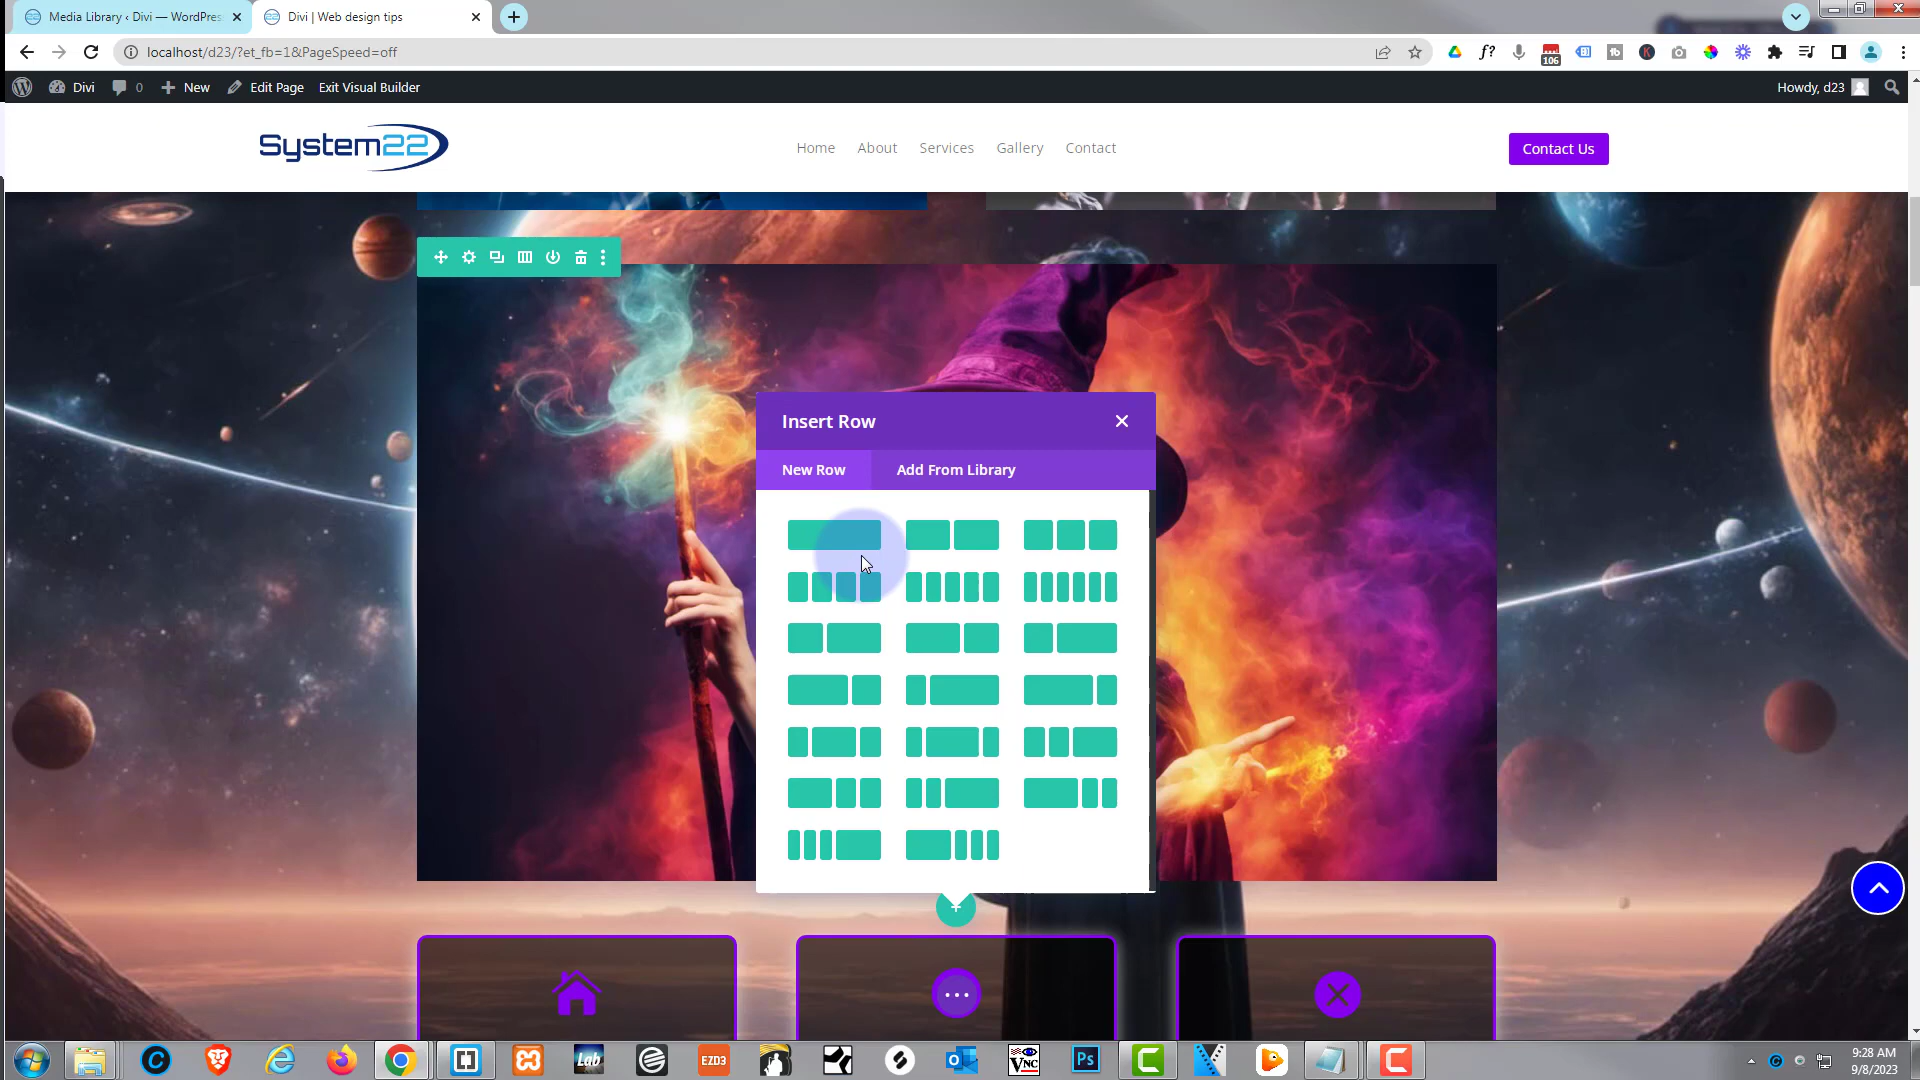 Media Library ‹ Divi — WordPres
Divi | Web design tips
localhost/d23/?et_fb=1&PageSpeed=off
f?
106
fb
K
Divi
0
New
Edit Page
Exit Visual Builder
Howdy, d23
System22
Home
About
Services
Gallery
Contact
Contact Us
Insert Row
New Row
Add From Library
Lab
EZD3
VNC
Ps
9:28 AM
9/8/2023